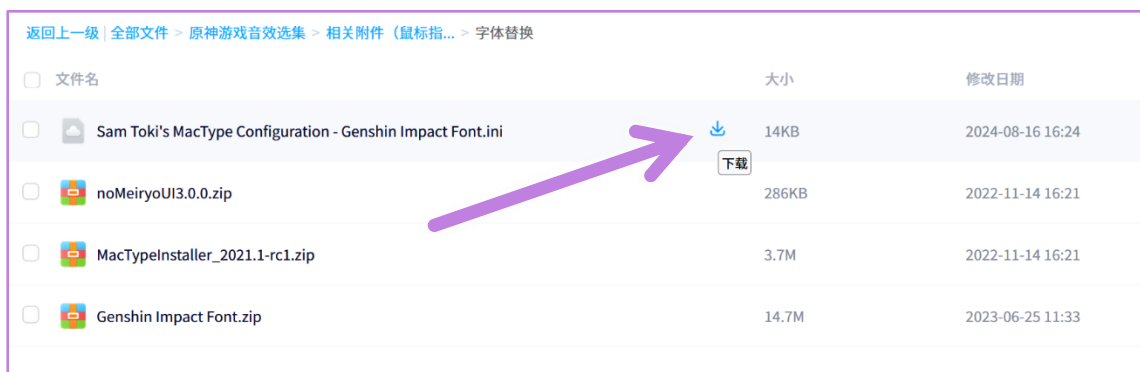 返回上一级 | 全部文件 > 原神游戏音效选集 > 相关附件（鼠标指... > 字体替换
文件名 大小 修改日期
Sam Toki's MacType Configuration - Genshin Impact Font.ini 14KB 2024-08-16 16:24
下载
noMeiryoUI3.0.0.zip 286KB 2022-11-14 16:21
MacTypeInstaller_2021.1-rc1.zip 3.7M 2022-11-14 16:21
Genshin Impact Font.zip 14.7M 2023-06-25 11:33